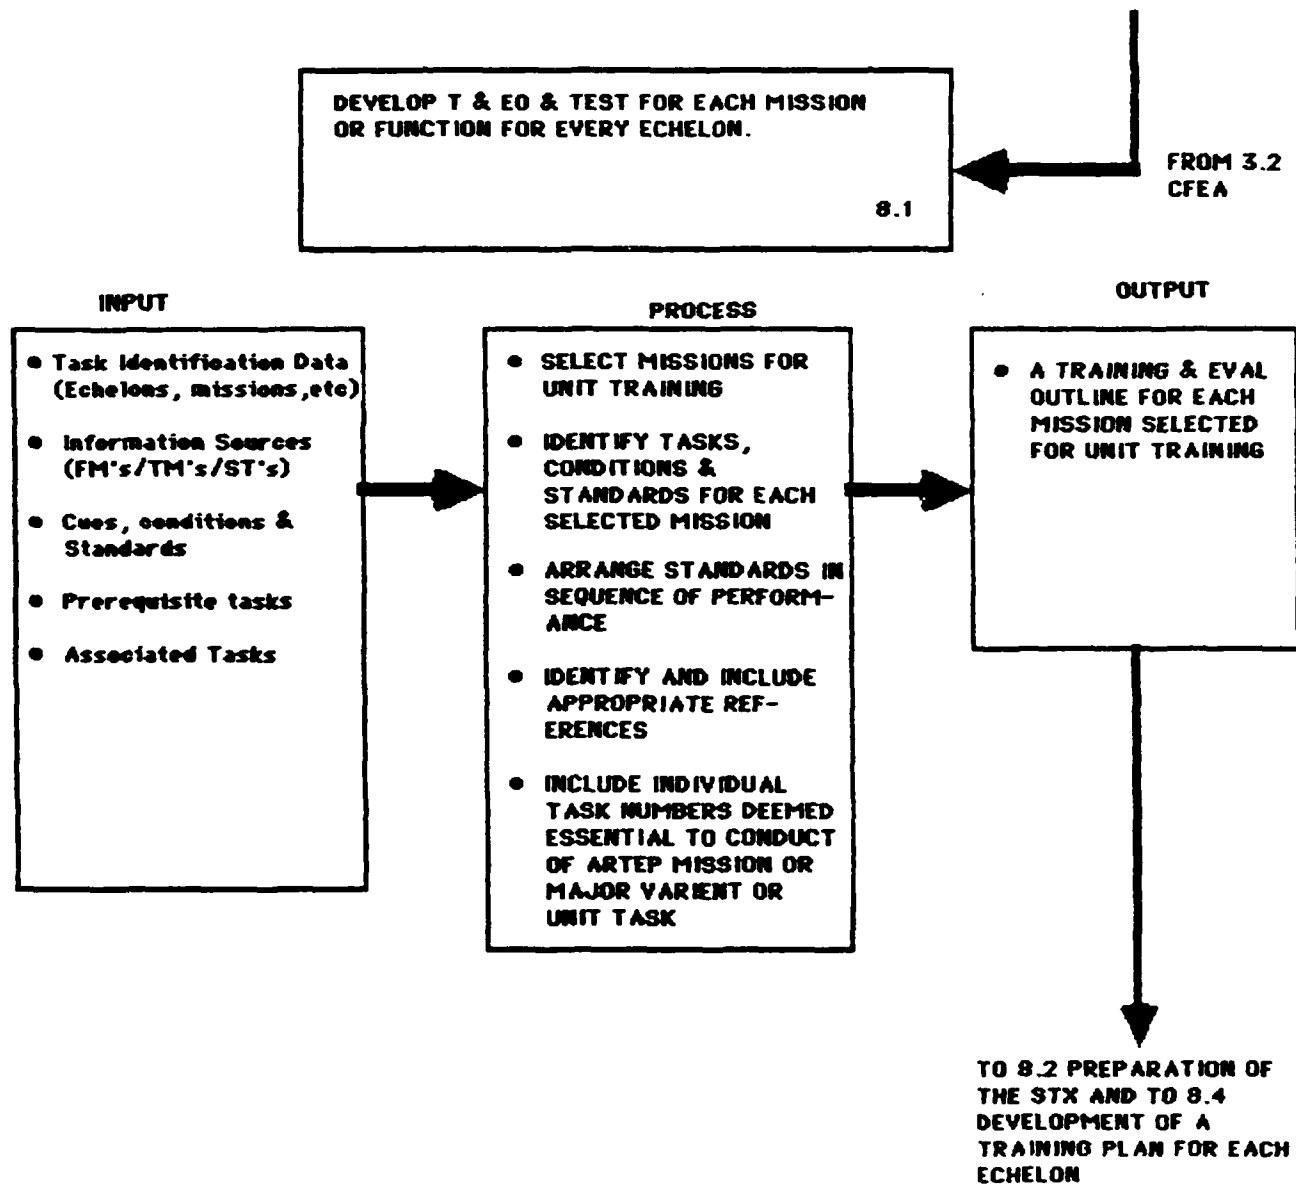 DEVELOP T & EO & TEST FOR EACH MISSION
OR FUNCTION FOR EVERY ECHELON.
8.1
FROM 3.2
CFEA
INPUT
• Task Identification Data
(Echelons, missions,etc)
• Information Sources
(FM's/TM's/ST's)
• Cues, conditions &
Standards
• Prerequisite tasks
• Associated Tasks
PROCESS
• SELECT MISSIONS FOR
UNIT TRAINING
• IDENTIFY TASKS,
CONDITIONS &
STANDARDS FOR EACH
SELECTED MISSION
• ARRANGE STANDARDS IN
SEQUENCE OF PERFORM-
ANCE
• IDENTIFY AND INCLUDE
APPROPRIATE REF-
ERENCES
• INCLUDE INDIVIDUAL
TASK NUMBERS DEEMED
ESSENTIAL TO CONDUCT
OF ARTEP MISSION OR
MAJOR VARIENT OR
UNIT TASK
OUTPUT
• A TRAINING & EVAL
OUTLINE FOR EACH
MISSION SELECTED
FOR UNIT TRAINING
TO 8.2 PREPARATION OF
THE STX AND TO 8.4
DEVELOPMENT OF A
TRAINING PLAN FOR EACH
ECHELON